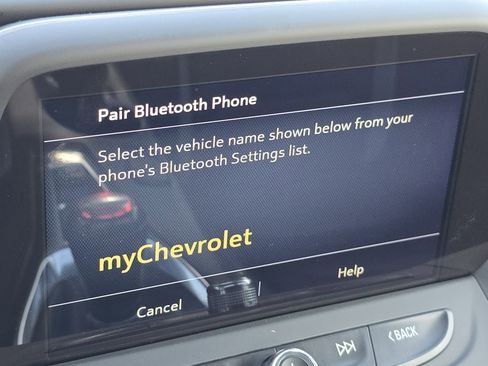 Pair Bluetooth Phone
Select the vehicle name shown below from your
phone's Bluetooth Settings list.
myChevrolet
Cancel
Help
BACK